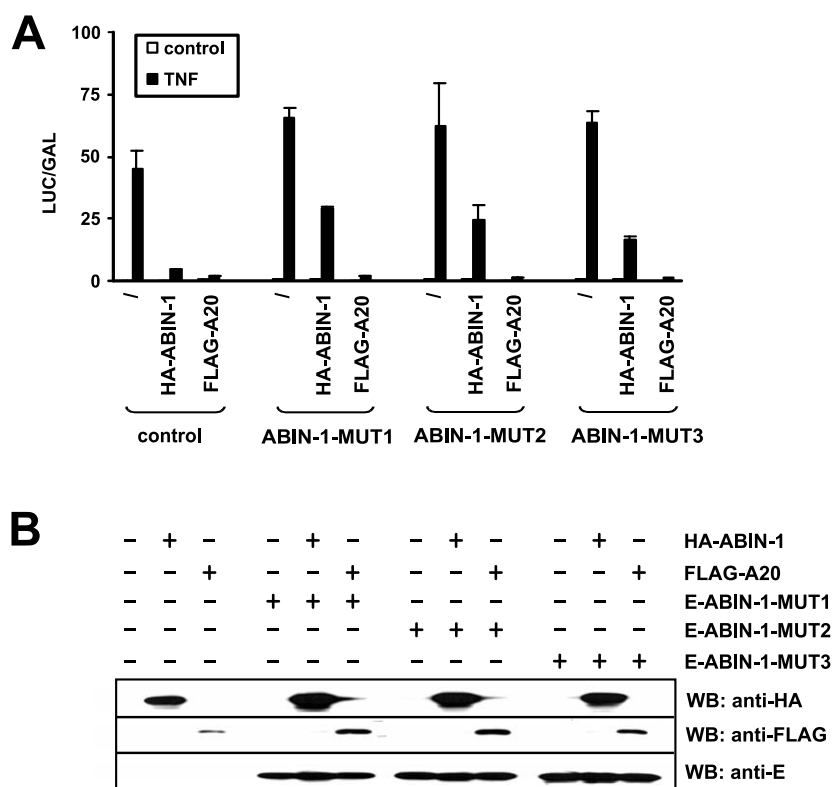 A
control
TNF
LUC/GAL
100
75
50
25
0
/ HA-ABIN-1 FLAG-A20 / HA-ABIN-1 FLAG-A20 / HA-ABIN-1 FLAG-A20 / HA-ABIN-1 FLAG-A20
control ABIN-1-MUT1 ABIN-1-MUT2 ABIN-1-MUT3
B
– + – – + – – + – – + – HA-ABIN-1
– – + – – + – – + – – + FLAG-A20
– – – + + + – – – – – – E-ABIN-1-MUT1
– – – – – – + + + – – – E-ABIN-1-MUT2
– – – – – – – – – + + + E-ABIN-1-MUT3
WB: anti-HA
WB: anti-FLAG
WB: anti-E